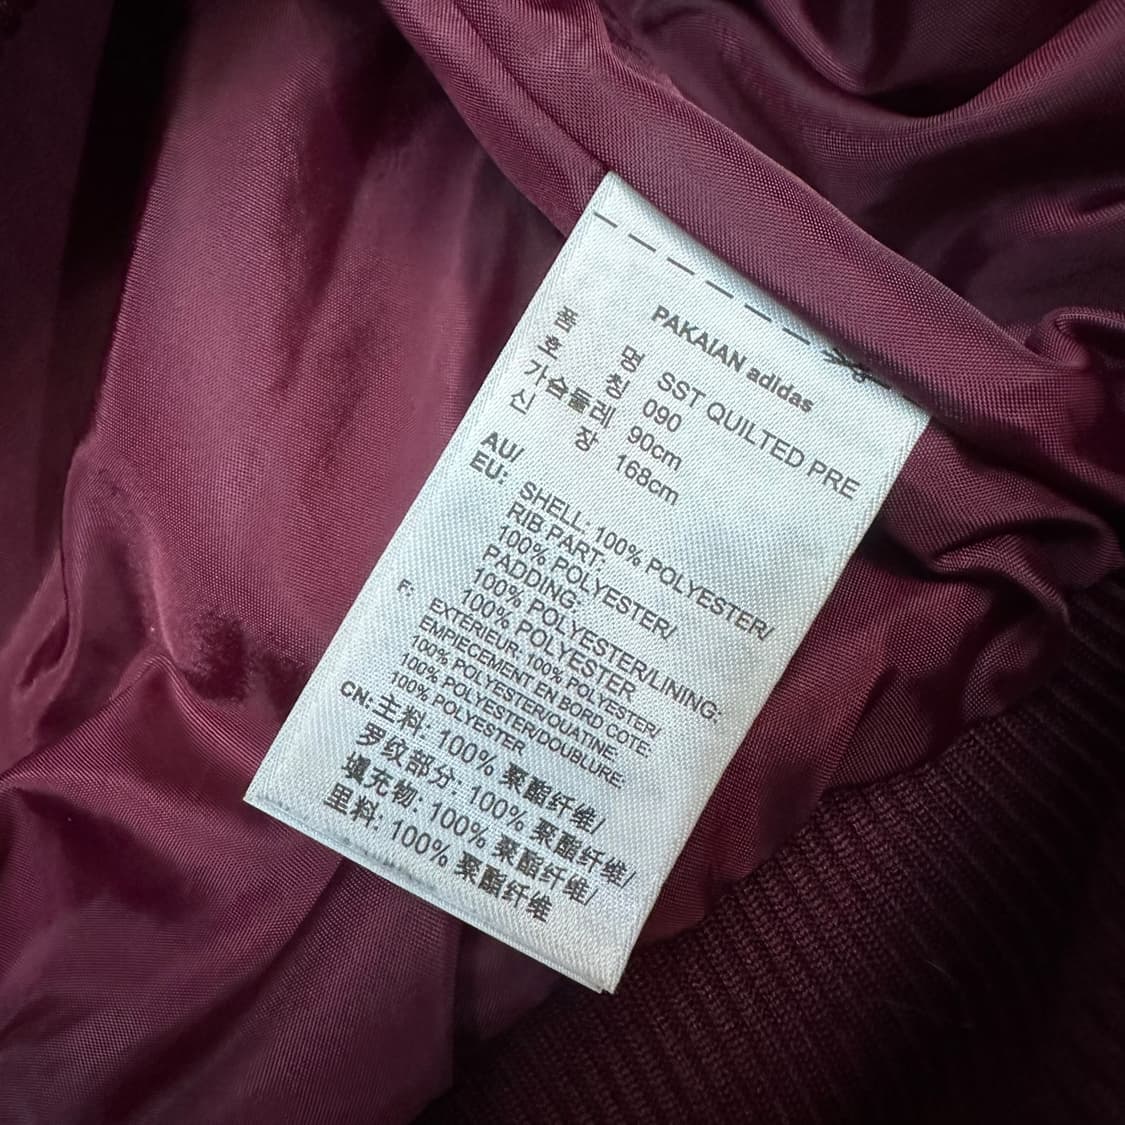 PAKAIAN adidas
품 명 SST QUILTED PRE
호 칭 090
가슴둘레 90cm
신 장 168cm
AU/
EU: SHELL: 100% POLYESTER/
RIB PART:
100% POLYESTER/
PADDING:
100% POLYESTER/LINING:
100% POLYESTER
F: EXTERIEUR: 100% POLYESTER/
EMPIECEMENT EN BORD COTE:
100% POLYESTER/OUATINE:
100% POLYESTER/DOUBLURE:
100% POLYESTER
CN: 主料: 100% 聚酯纤维/
罗纹部分: 100% 聚酯纤维/
填充物: 100% 聚酯纤维/
里料: 100% 聚酯纤维